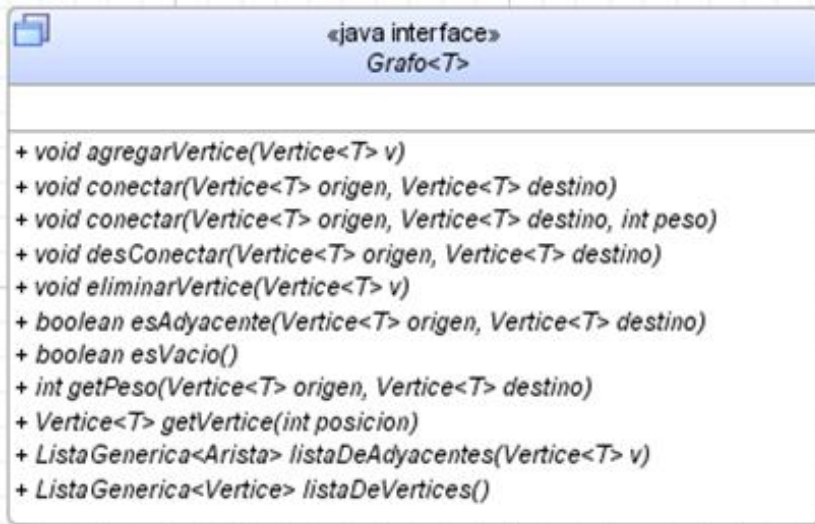 «java interface»
Grafo<T>
+ void agregarVertice(Vertice<T> v)
+ void conectar(Vertice<T> origen, Vertice<T> destino)
+ void conectar(Vertice<T> origen, Vertice<T> destino, int peso)
+ void desConectar(Vertice<T> origen, Vertice<T> destino)
+ void eliminarVertice(Vertice<T> v)
+ boolean esAdyacente(Vertice<T> origen, Vertice<T> destino)
+ boolean esVacio()
+ int getPeso(Vertice<T> origen, Vertice<T> destino)
+ Vertice<T> getVertice(int posicion)
+ ListaGenerica<Arista> listaDeAdyacentes(Vertice<T> v)
+ ListaGenerica<Vertice> listaDeVertices()